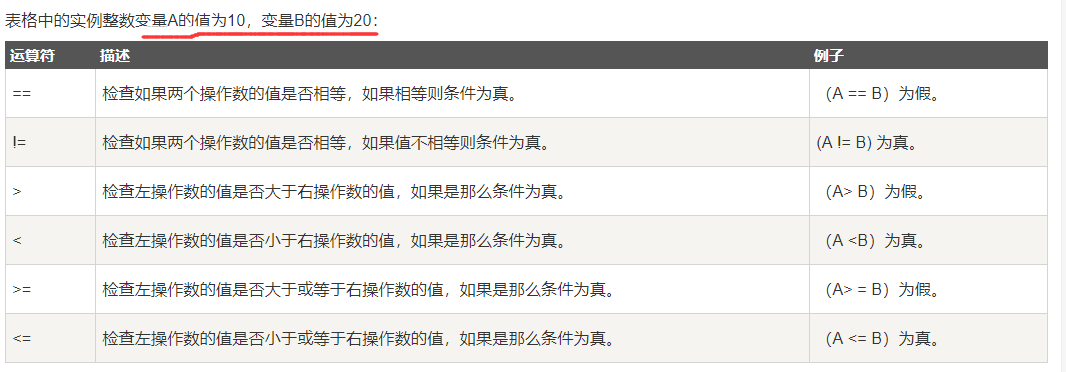 表格中的实例整数变量A的值为10，变量B的值为20：
运算符 描述 例子
== 检查如果两个操作数的值是否相等，如果相等则条件为真。 （A == B）为假。
!= 检查如果两个操作数的值是否相等，如果值不相等则条件为真。 (A != B) 为真。
> 检查左操作数的值是否大于右操作数的值，如果是那么条件为真。 （A> B）为假。
< 检查左操作数的值是否小于右操作数的值，如果是那么条件为真。 （A <B）为真。
>= 检查左操作数的值是否大于或等于右操作数的值，如果是那么条件为真。 （A> = B）为假。
<= 检查左操作数的值是否小于或等于右操作数的值，如果是那么条件为真。 （A <= B）为真。